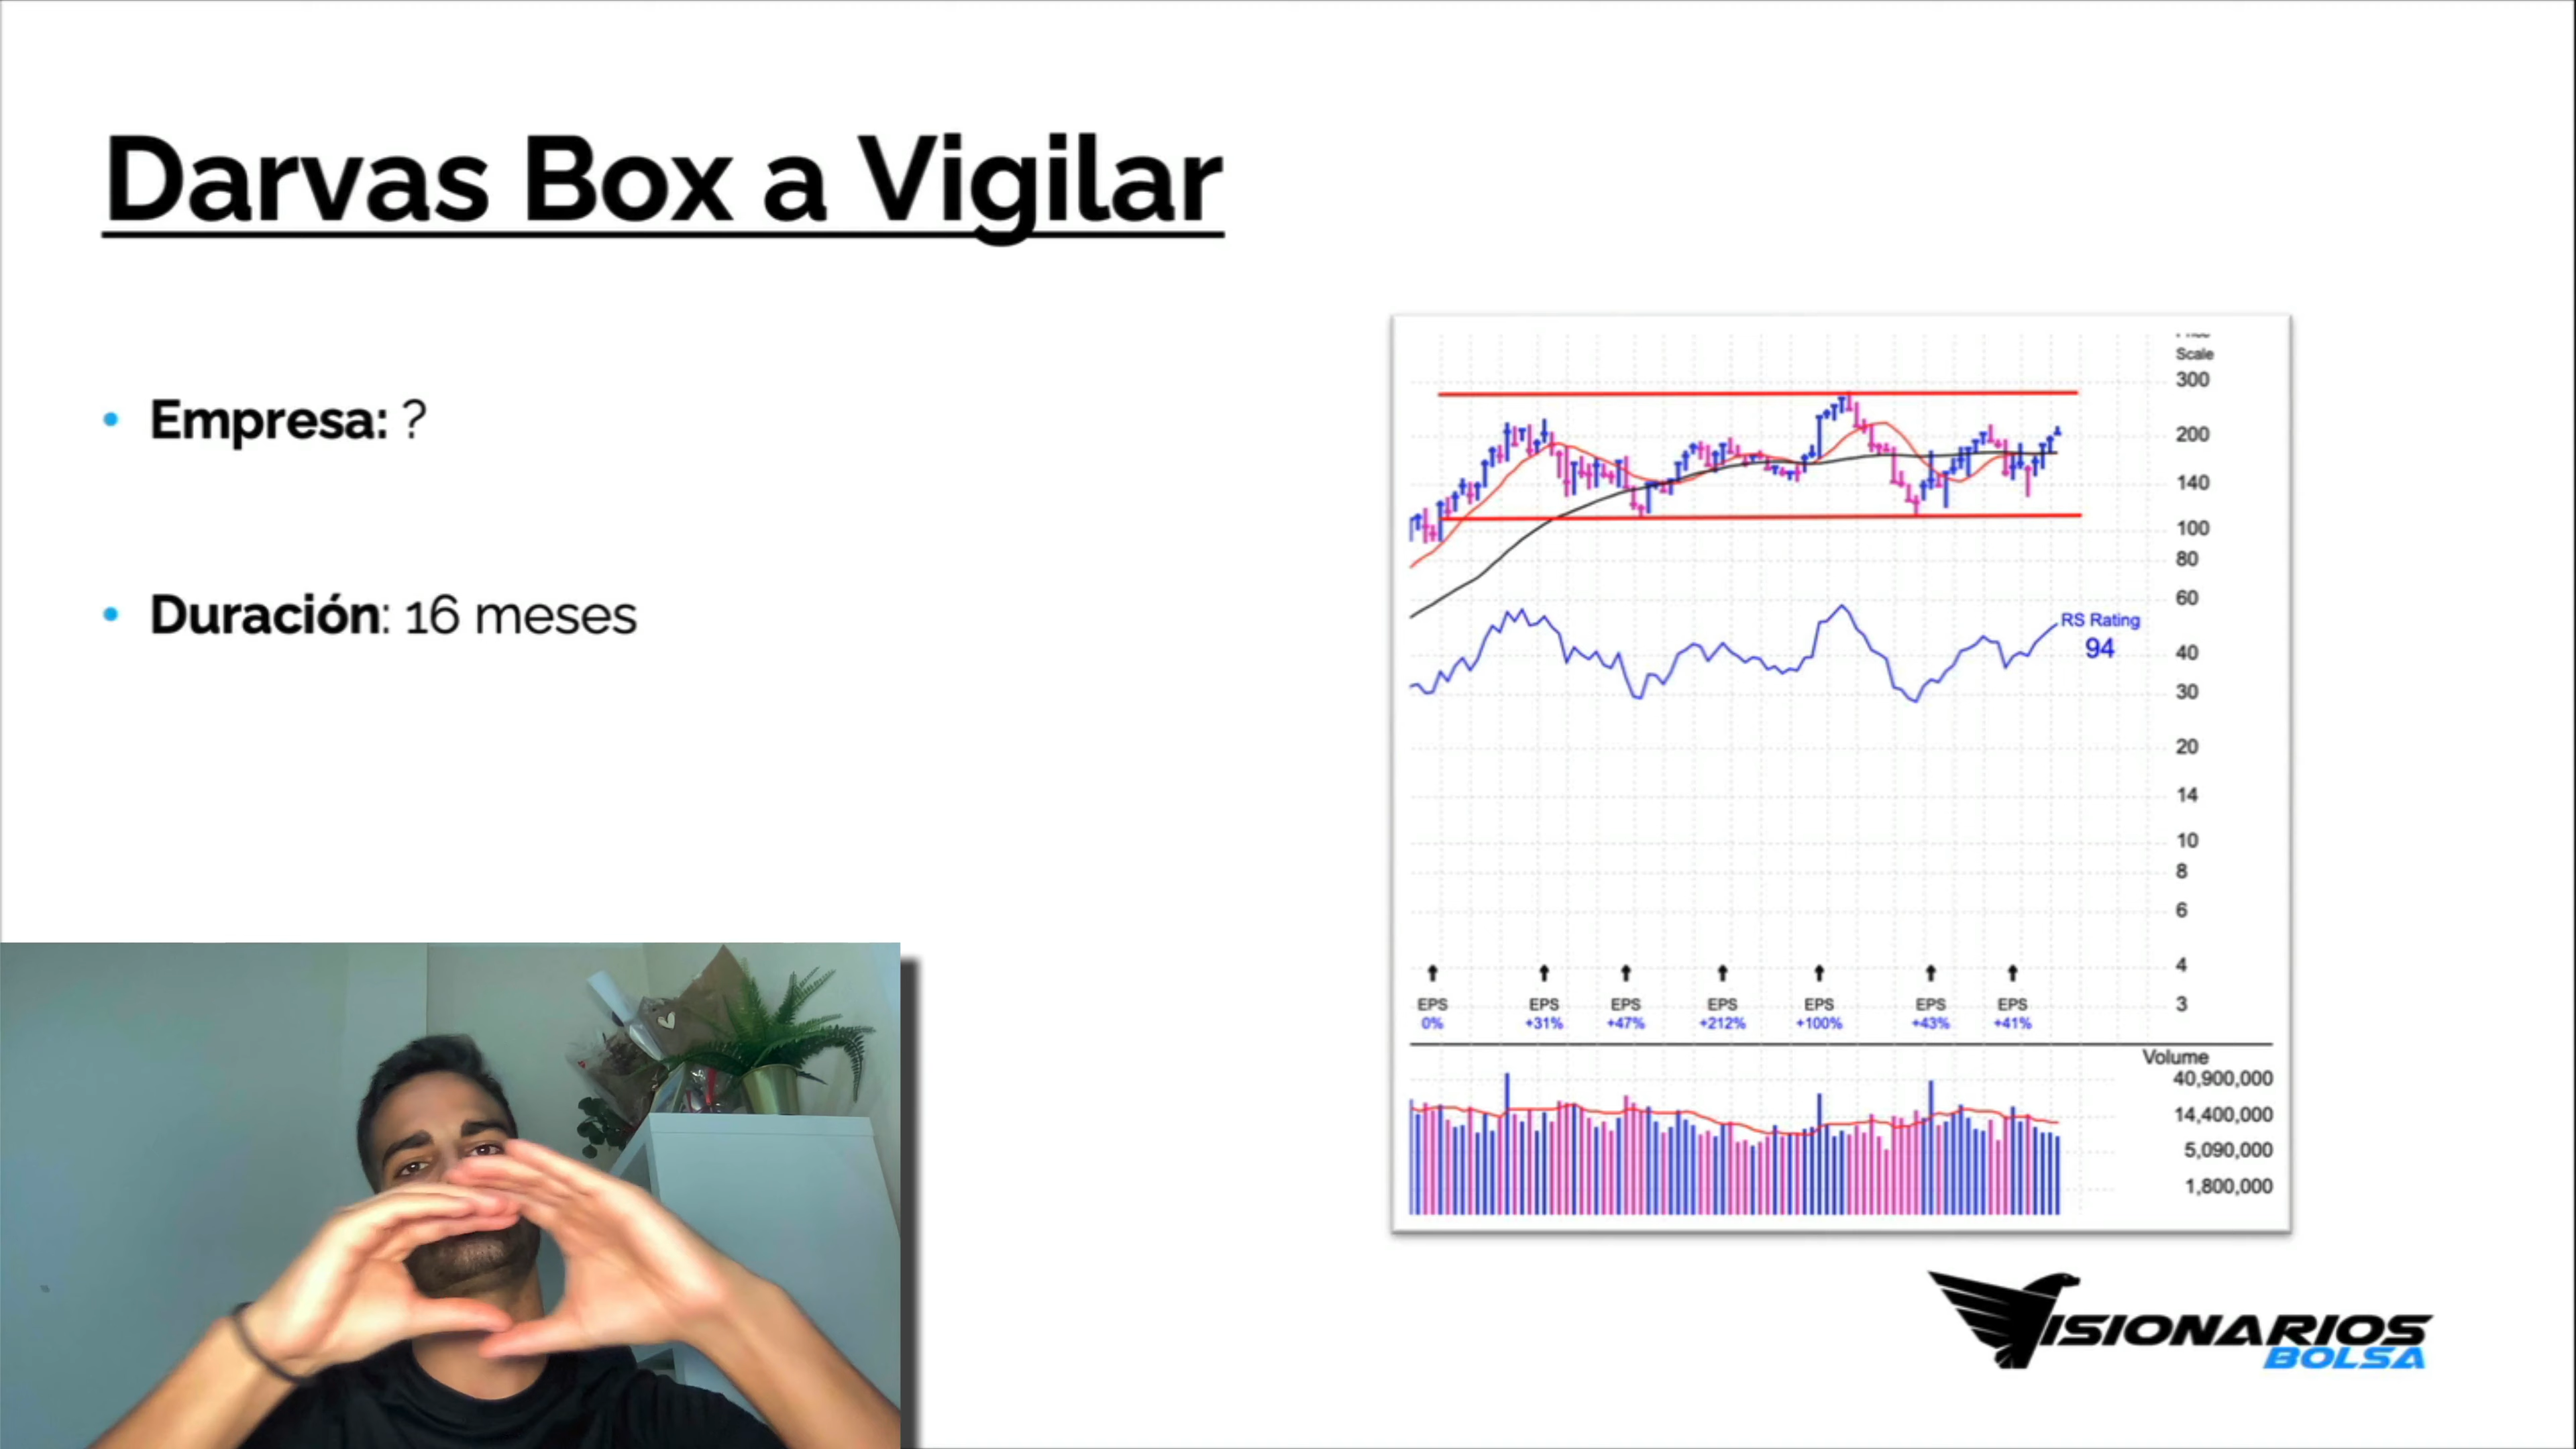 Darvas Box a Vigilar
Empresa: ?
Duración: 16 meses
Scale
300
200
140
100
80
60
RS Rating
94
40
30
20
14
10
8
6
4
3
EPS EPS EPS EPS EPS EPS EPS
0% +31% +47% +212% +100% +43% +41%
Volume
40,900,000
14,400,000
5,090,000
1,800,000
VISIONARIOS
BOLSA